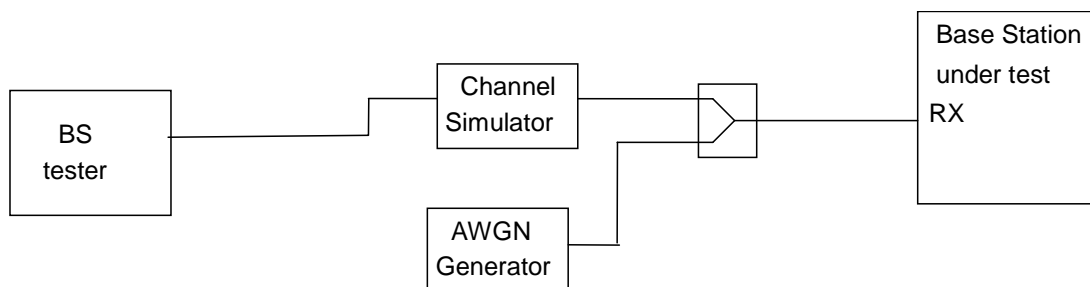 BS
tester
Channel
Simulator
AWGN
Generator
Base Station
under test
RX